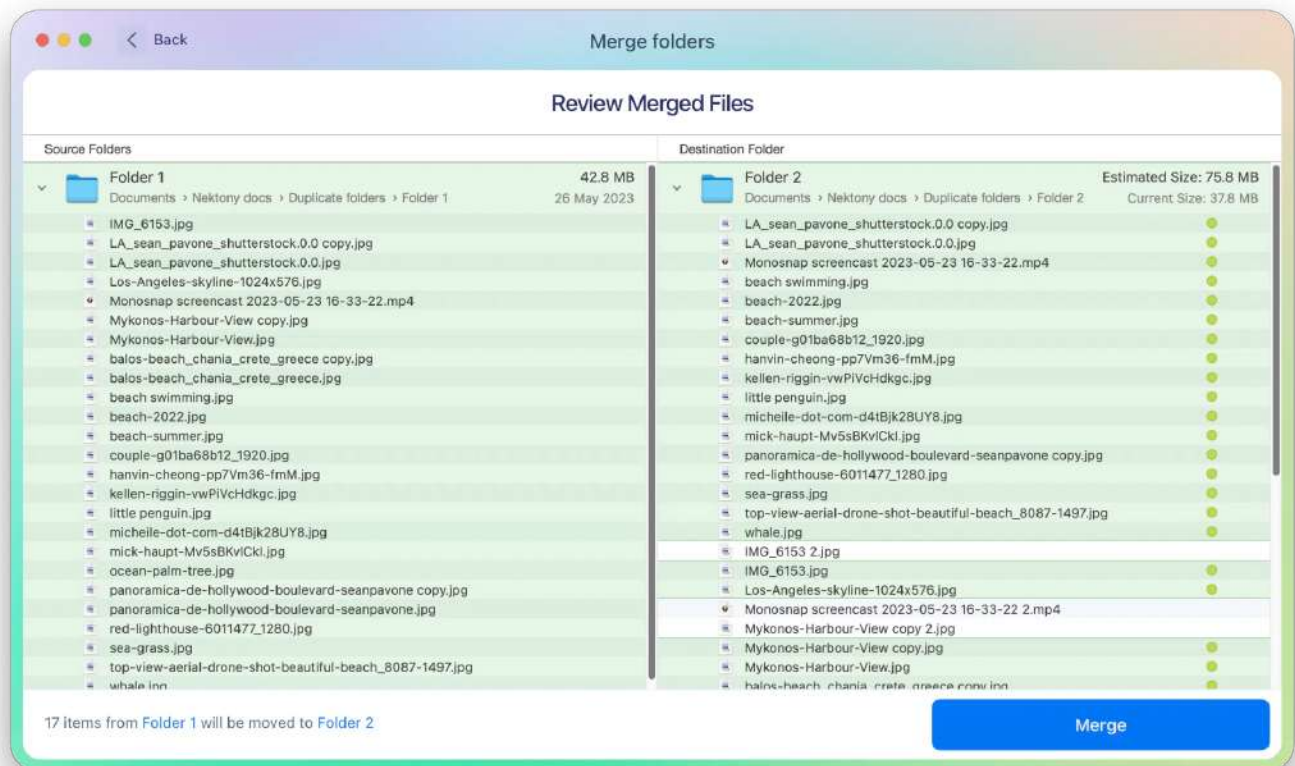 Back
Merge folders
Review Merged Files
Source Folders
Folder 1
42.8 MB
Documents › Nektony docs › Duplicate folders › Folder 1
26 May 2023
IMG_6153.jpg
LA_sean_pavone_shutterstock.0.0 copy.jpg
LA_sean_pavone_shutterstock.0.0.jpg
Los-Angeles-skyline-1024x576.jpg
Monosnap screencast 2023-05-23 16-33-22.mp4
Mykonos-Harbour-View copy.jpg
Mykonos-Harbour-View.jpg
balos-beach_chania_crete_greece copy.jpg
balos-beach_chania_crete_greece.jpg
beach swimming.jpg
beach-2022.jpg
beach-summer.jpg
couple-g01ba68b12_1920.jpg
hanvin-cheong-pp7Vm36-fmM.jpg
kellen-riggin-vwPiVcHdkgc.jpg
little penguin.jpg
micheile-dot-com-d4tBjk28UY8.jpg
mick-haupt-Mv5sBKvlCkI.jpg
ocean-palm-tree.jpg
panoramica-de-hollywood-boulevard-seanpavone copy.jpg
panoramica-de-hollywood-boulevard-seanpavone.jpg
red-lighthouse-6011477_1280.jpg
sea-grass.jpg
top-view-aerial-drone-shot-beautiful-beach_8087-1497.jpg
whale.jpg
Destination Folder
Folder 2
Estimated Size: 75.8 MB
Documents › Nektony docs › Duplicate folders › Folder 2
Current Size: 37.8 MB
LA_sean_pavone_shutterstock.0.0 copy.jpg
LA_sean_pavone_shutterstock.0.0.jpg
Monosnap screencast 2023-05-23 16-33-22.mp4
beach swimming.jpg
beach-2022.jpg
beach-summer.jpg
couple-g01ba68b12_1920.jpg
hanvin-cheong-pp7Vm36-fmM.jpg
kellen-riggin-vwPiVcHdkgc.jpg
little penguin.jpg
micheile-dot-com-d4tBjk28UY8.jpg
mick-haupt-Mv5sBKvlCkI.jpg
panoramica-de-hollywood-boulevard-seanpavone copy.jpg
red-lighthouse-6011477_1280.jpg
sea-grass.jpg
top-view-aerial-drone-shot-beautiful-beach_8087-1497.jpg
whale.jpg
IMG_6153 2.jpg
IMG_6153.jpg
Los-Angeles-skyline-1024x576.jpg
Monosnap screencast 2023-05-23 16-33-22 2.mp4
Mykonos-Harbour-View copy 2.jpg
Mykonos-Harbour-View copy.jpg
Mykonos-Harbour-View.jpg
balos-beach_chania_crete_greece copy.jpg
17 items from Folder 1 will be moved to Folder 2
Merge